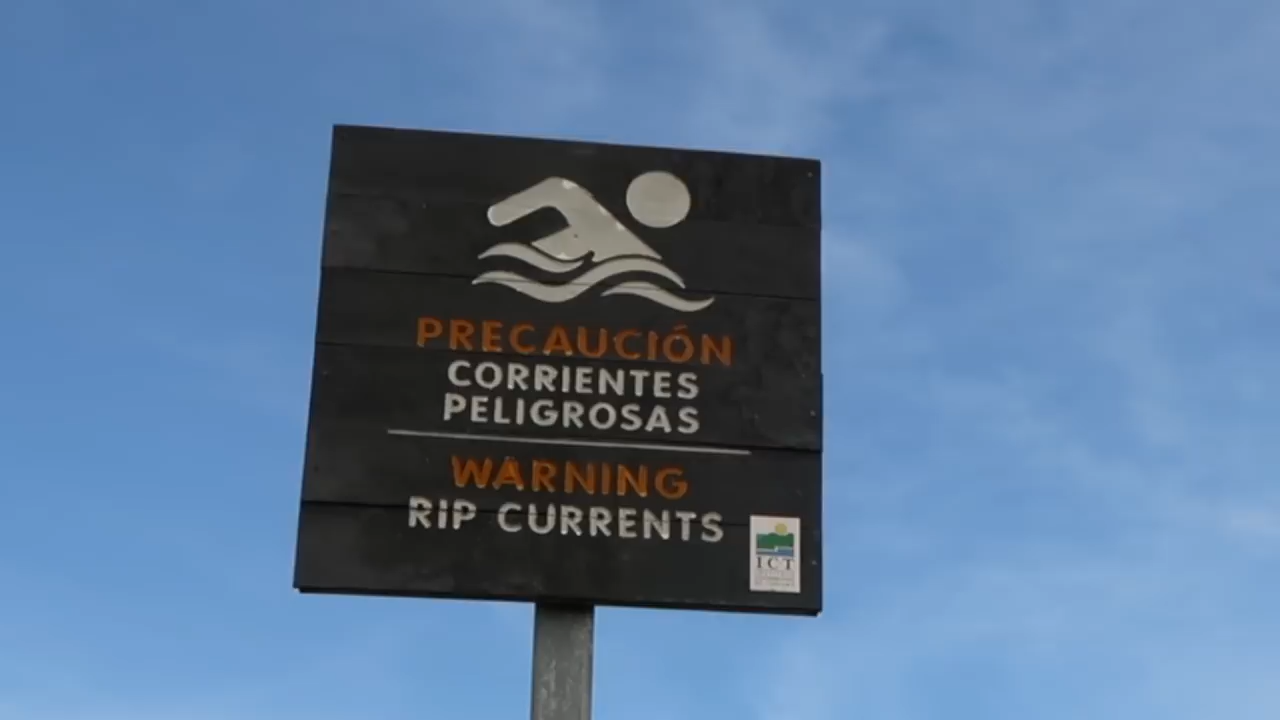 PRECAUCIÓN
CORRIENTES
PELIGROSAS
WARNING
RIP CURRENTS
ICT